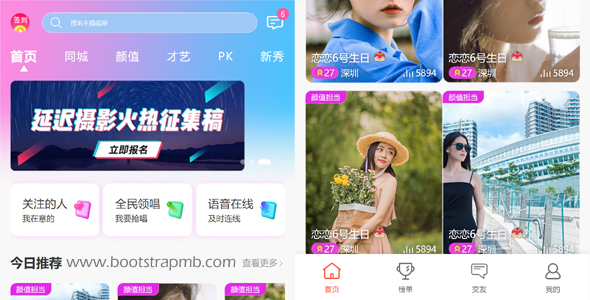 签到
搜索主播昵称
6
首页 同城 颜值 才艺 PK 新秀
延迟摄影火热征集稿
立即报名
关注的人 全民领唱 语音在线
我在意的 我要抢唱 及时连线
今日推荐 www.bootstrapmb.com 查看更多>
颜值担当 颜值担当 颜值担当
恋恋6号生日 恋恋6号生日
27 深圳 5894 27 深圳 5894
颜值担当 颜值担当
恋恋6号生日 恋恋6号生日
27 深圳 5894 27 深圳 5894
首页 榜单 交友 我的